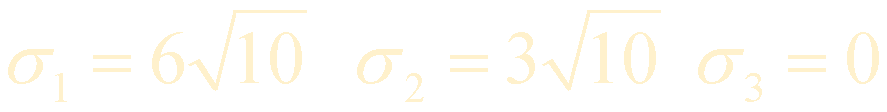 σ₁ = 6√10 σ₂ = 3√10 σ₃ = 0